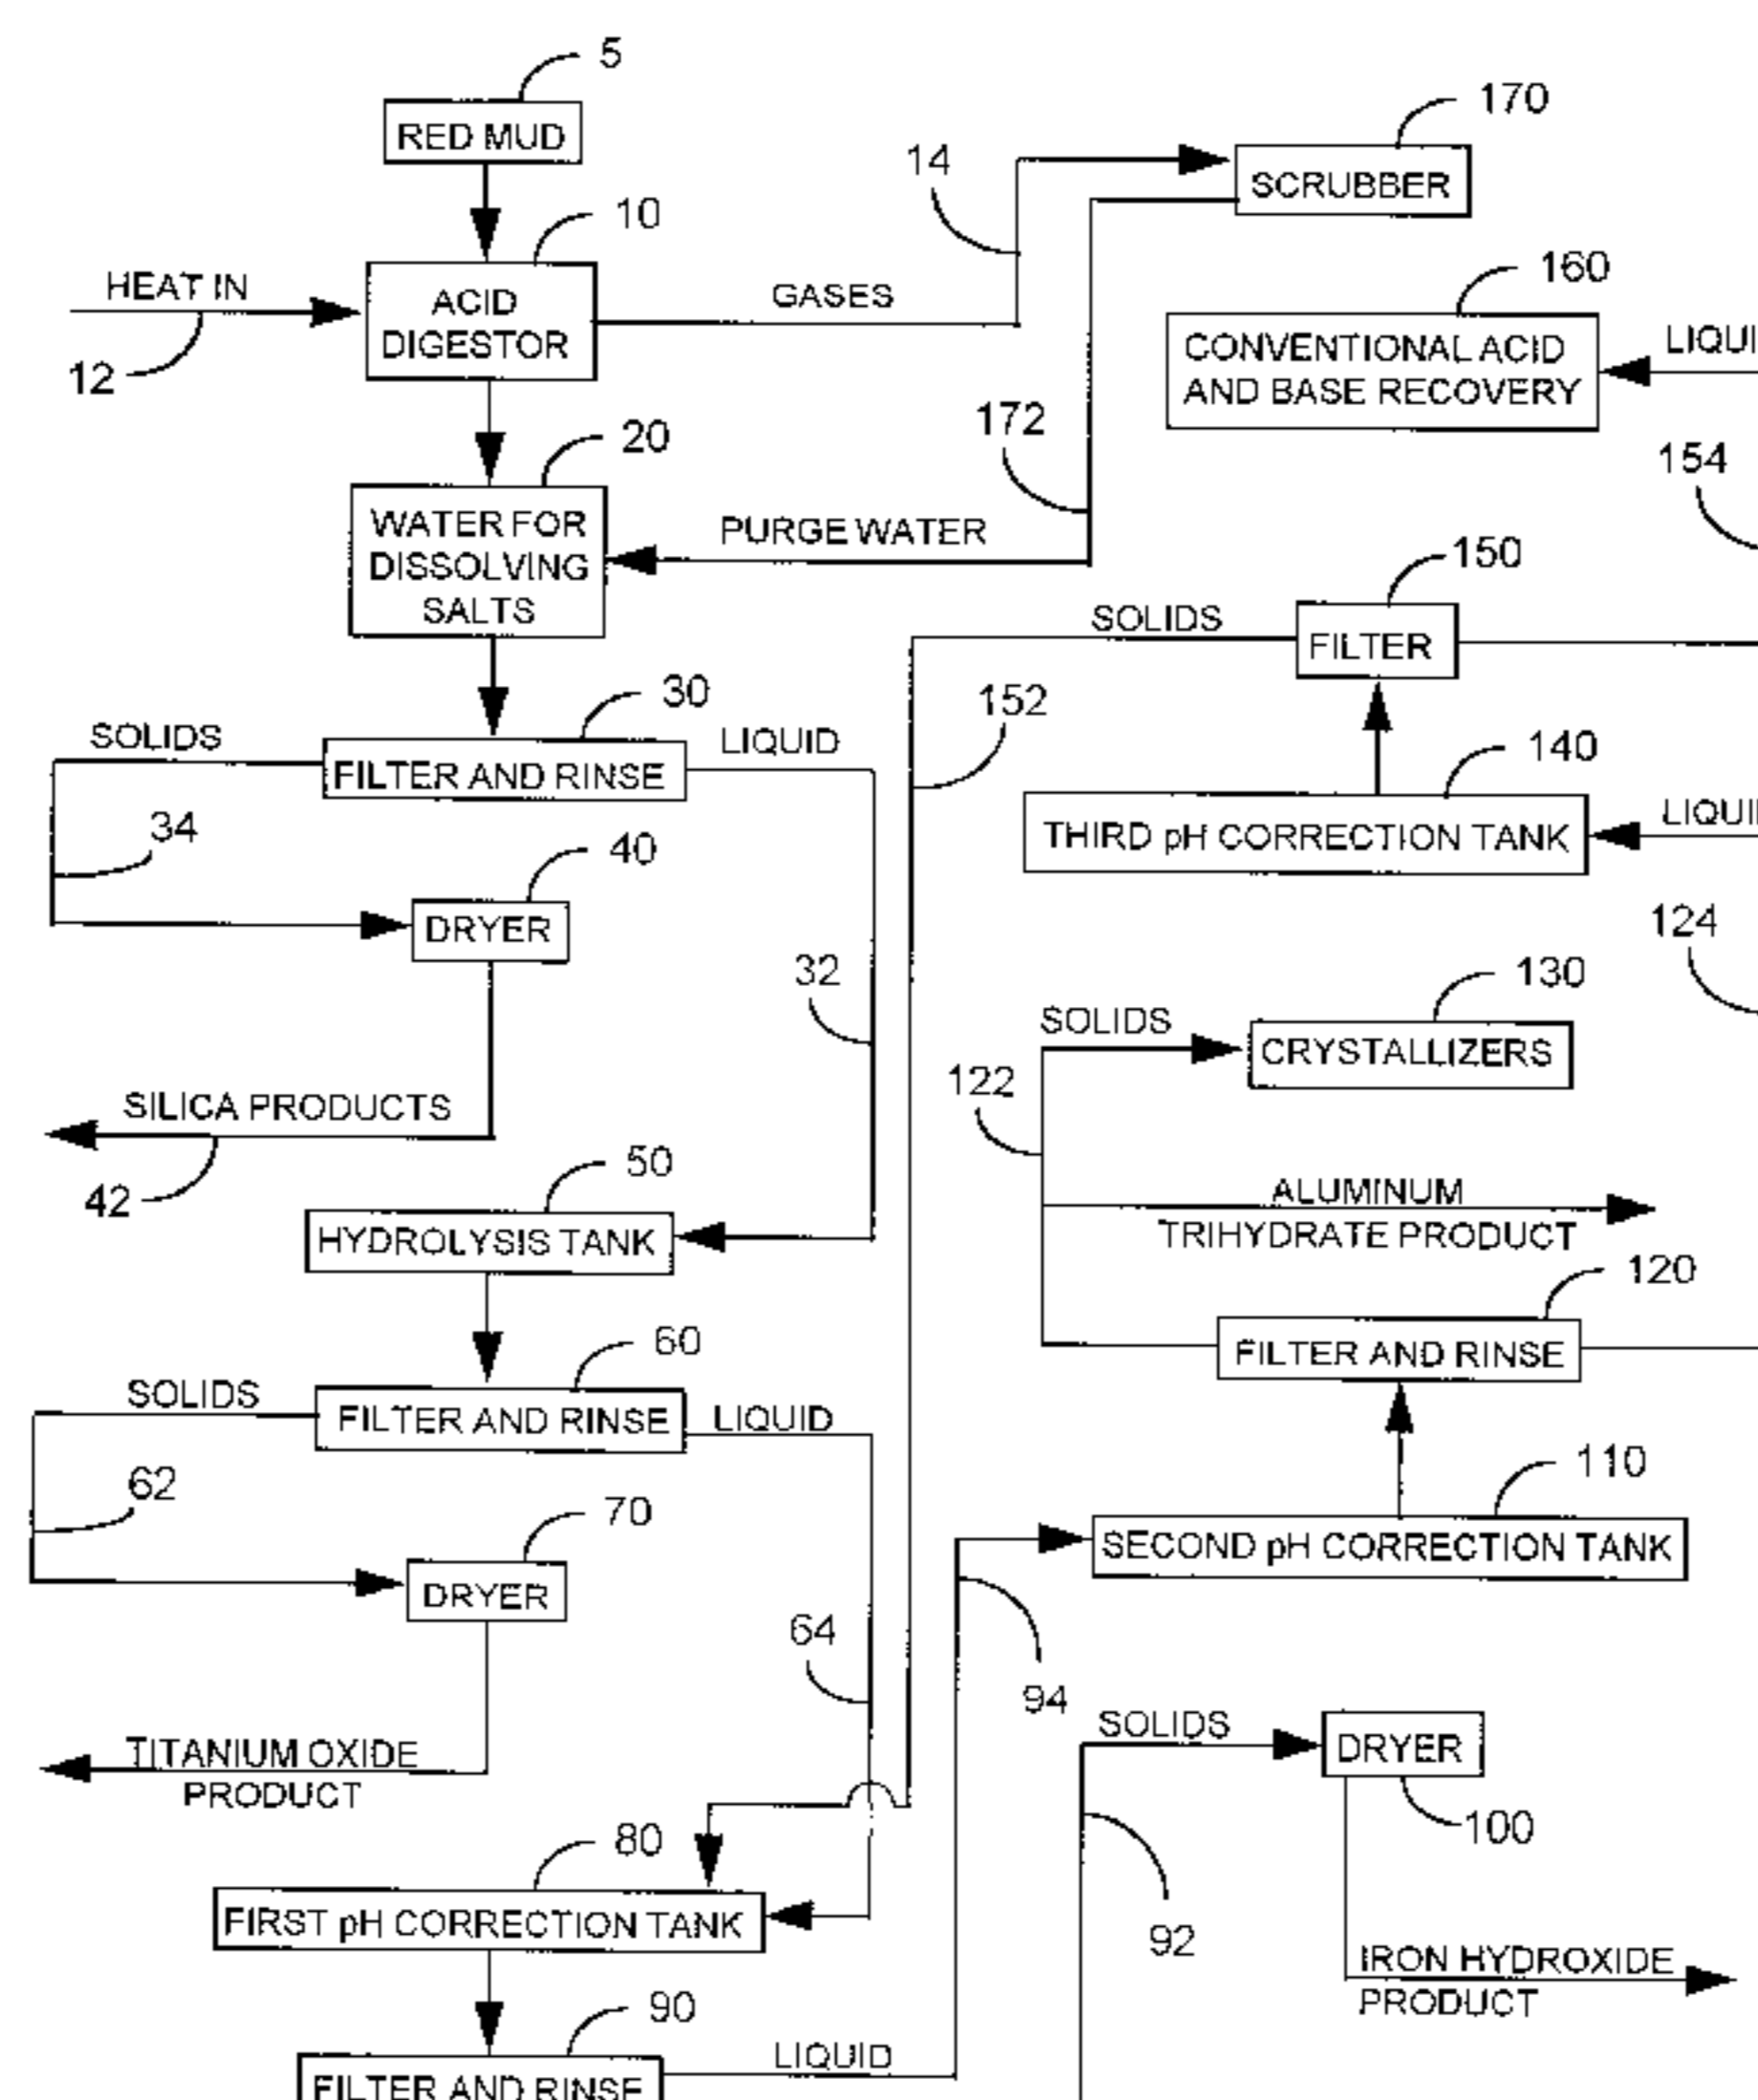 5
RED MUD
10
HEAT IN
12
ACID
DIGESTOR
GASES
14
170
SCRUBBER
160
CONVENTIONAL ACID
AND BASE RECOVERY
LIQUI
20
WATER FOR
DISSOLVING
SALTS
172
PURGE WATER
154
150
SOLIDS
FILTER
152
30
SOLIDS
FILTER AND RINSE
LIQUID
34
40
DRYER
32
140
THIRD pH CORRECTION TANK
LIQUI
124
130
SOLIDS
CRYSTALLIZERS
122
SILICA PRODUCTS
42
50
HYDROLYSIS TANK
ALUMINUM
TRIHYDRATE PRODUCT
120
FILTER AND RINSE
60
SOLIDS
FILTER AND RINSE
LIQUID
62
70
DRYER
64
110
SECOND pH CORRECTION TANK
94
SOLIDS
DRYER
100
TITANIUM OXIDE
PRODUCT
80
FIRST pH CORRECTION TANK
92
IRON HYDROXIDE
PRODUCT
90
FILTER AND RINSE
LIQUID